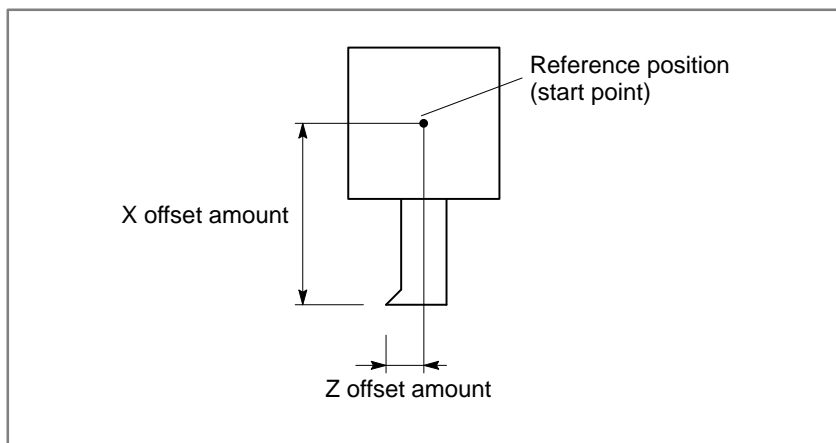 Reference position
(start point)
X offset amount
Z offset amount